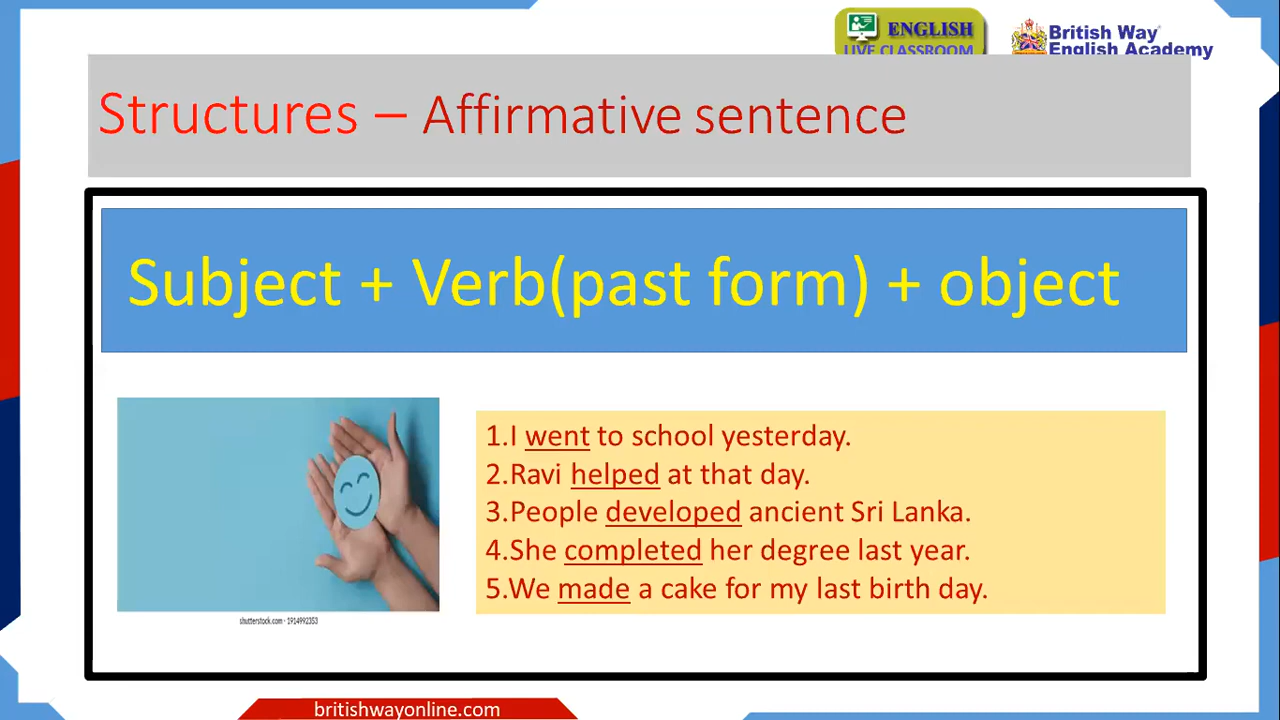 ENGLISH
LIVE CLASSROOM
British Way
English Academy
Structures – Affirmative sentence
Subject + Verb(past form) + object
1.I went to school yesterday.
2.Ravi helped at that day.
3.People developed ancient Sri Lanka.
4.She completed her degree last year.
5.We made a cake for my last birth day.
shutterstock.com · 1914992353
britishwayonline.com